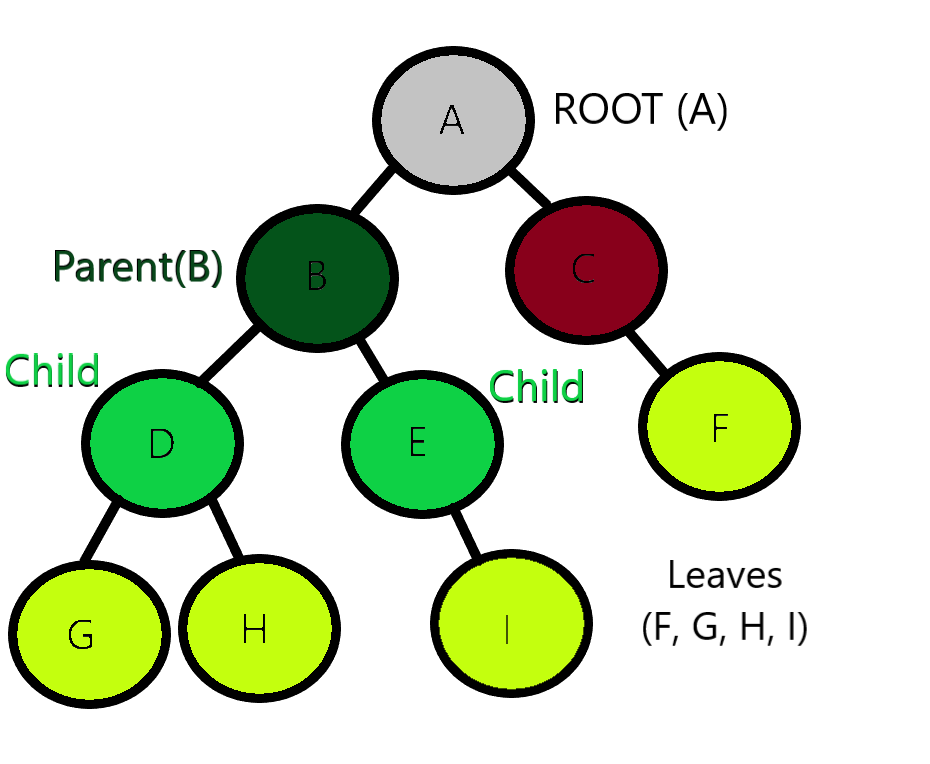 A
ROOT (A)
Parent(B)
B
C
Child
Child
D
E
F
G
H
I
Leaves
(F, G, H, I)